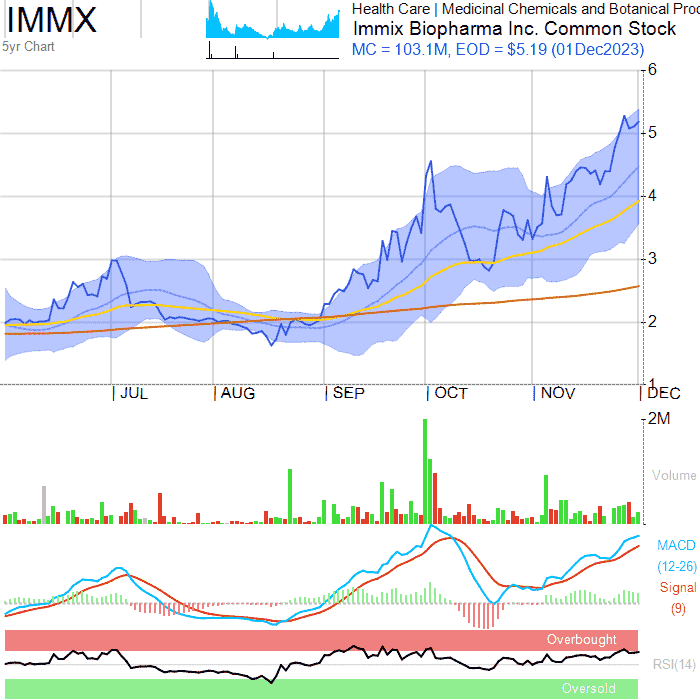 IMMX
5yr Chart
Health Care | Medicinal Chemicals and Botanical Proc
Immix Biopharma Inc. Common Stock
MC = 103.1M, EOD = $5.19 (01Dec2023)
6
5
4
3
2
1
JUL AUG SEP OCT NOV DEC
2M
Volume
MACD
(12-26)
Signal
(9)
Overbought
RSI(14)
Oversold